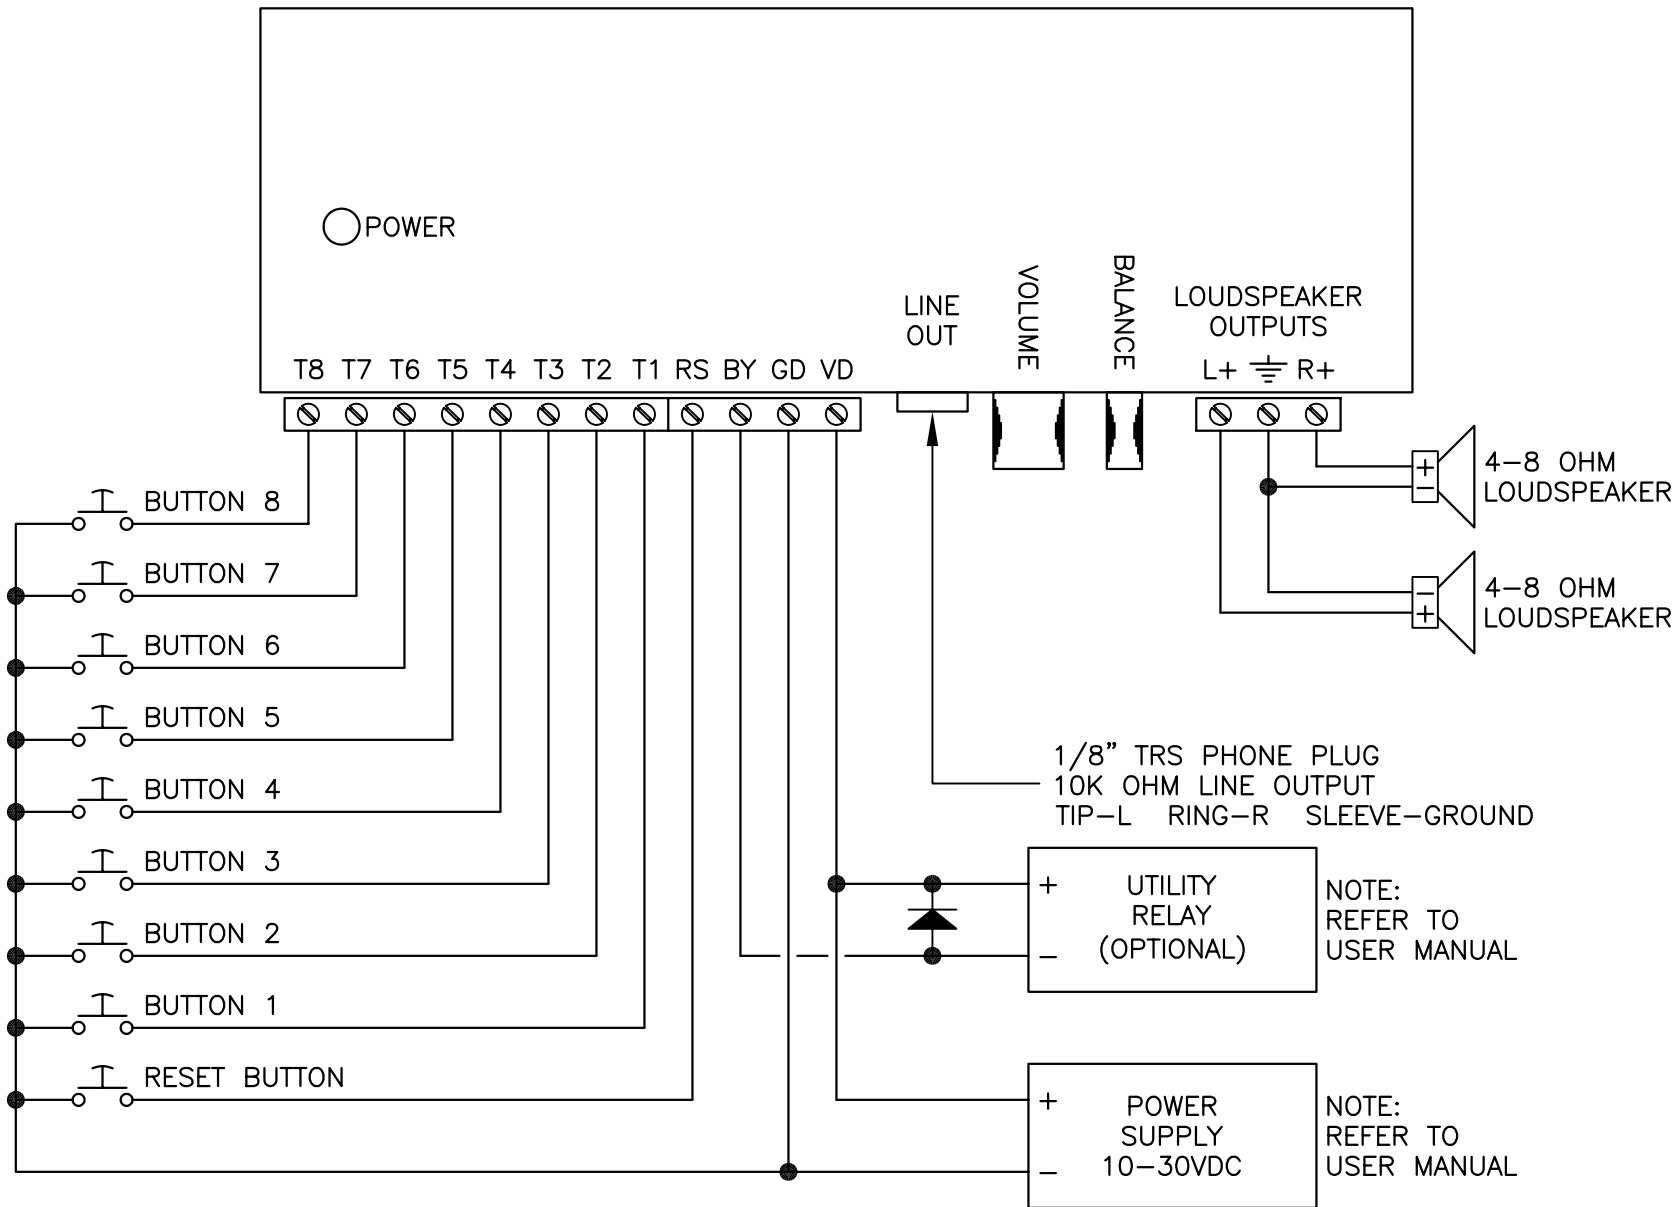 POWER
LINE
OUT
VOLUME
BALANCE
LOUDSPEAKER
OUTPUTS
T8 T7 T6 T5 T4 T3 T2 T1 RS BY GD VD
L+ R+
4-8 OHM
LOUDSPEAKER
+
-
4-8 OHM
LOUDSPEAKER
-
+
BUTTON 8
BUTTON 7
BUTTON 6
BUTTON 5
BUTTON 4
BUTTON 3
BUTTON 2
BUTTON 1
RESET BUTTON
1/8” TRS PHONE PLUG
10K OHM LINE OUTPUT
TIP-L RING-R SLEEVE-GROUND
+
UTILITY
RELAY
(OPTIONAL)
-
NOTE:
REFER TO
USER MANUAL
+
POWER
SUPPLY
10-30VDC
-
NOTE:
REFER TO
USER MANUAL